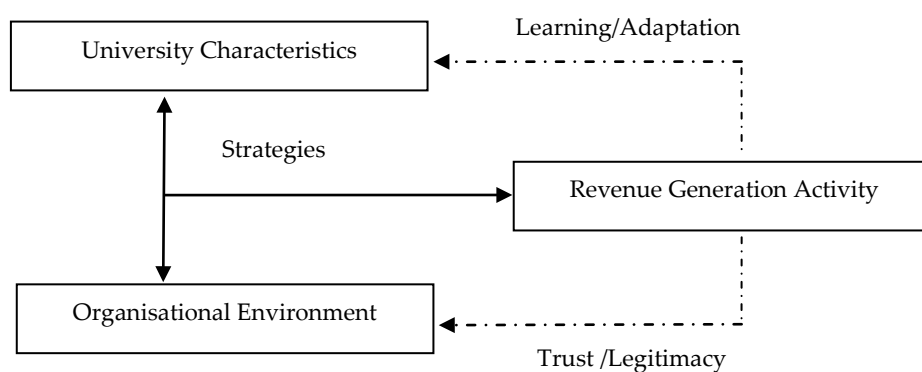 Learning/Adaptation
University Characteristics
Strategies
Revenue Generation Activity
Organisational Environment
Trust /Legitimacy